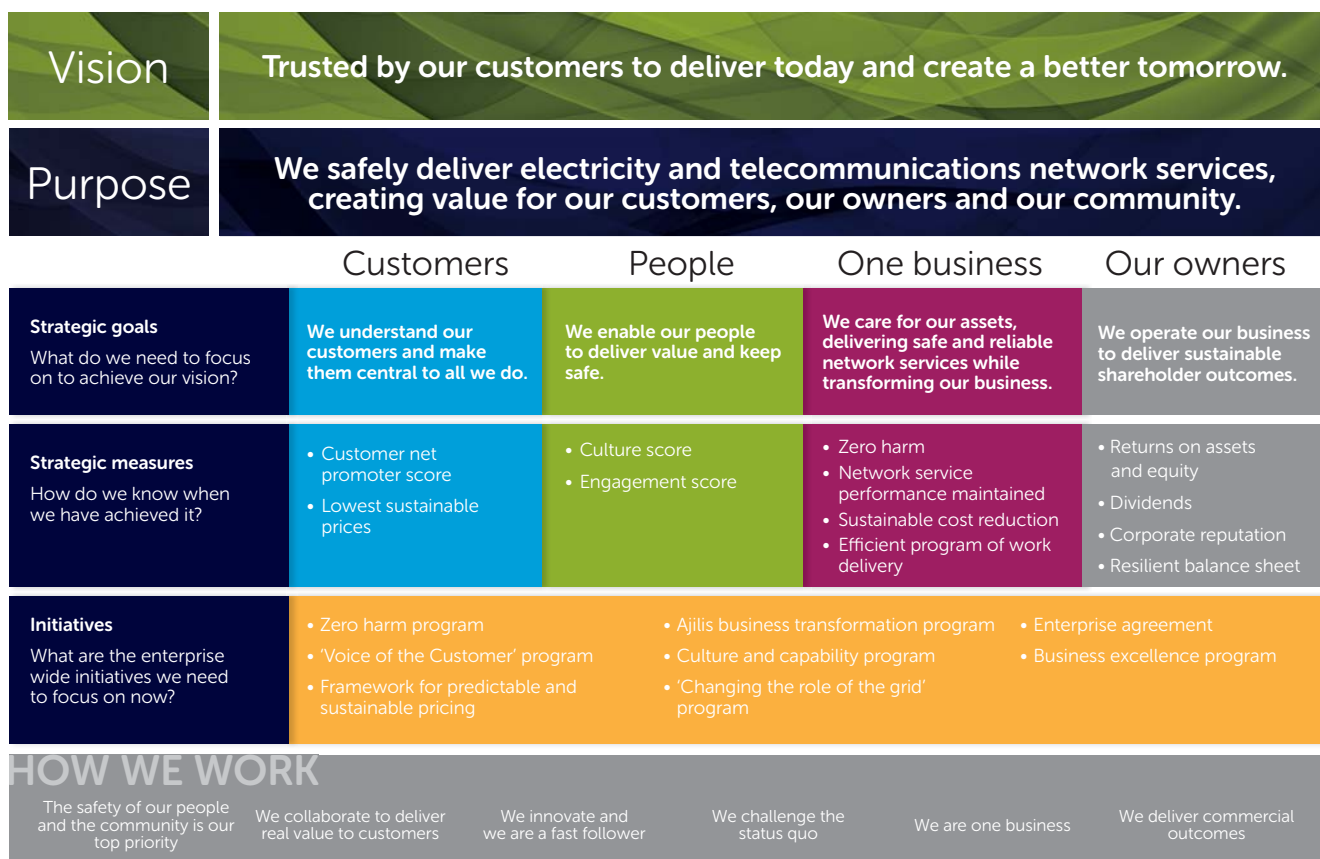 Vision
Trusted by our customers to deliver today and create a better tomorrow.
Purpose
We safely deliver electricity and telecommunications network services,
creating value for our customers, our owners and our community.
Customers
People
One business
Our owners
Strategic goals
What do we need to focus
on to achieve our vision?
We understand our
customers and make
them central to all we do.
We enable our people
to deliver value and keep
safe.
We care for our assets,
delivering safe and reliable
network services while
transforming our business.
We operate our business
to deliver sustainable
shareholder outcomes.
Strategic measures
How do we know when
we have achieved it?
• Customer net
promoter score
• Lowest sustainable
prices
• Culture score
• Engagement score
• Zero harm
• Network service
performance maintained
• Sustainable cost reduction
• Efficient program of work
delivery
• Returns on assets
and equity
• Dividends
• Corporate reputation
• Resilient balance sheet
Initiatives
What are the enterprise
wide initiatives we need
to focus on now?
• Zero harm program
• 'Voice of the Customer' program
• Framework for predictable and
sustainable pricing
• Ajilis business transformation program
• Culture and capability program
• 'Changing the role of the grid'
program
• Enterprise agreement
• Business excellence program
HOW WE WORK
The safety of our people
and the community is our
top priority
We collaborate to deliver
real value to customers
We innovate and
we are a fast follower
We challenge the
status quo
We are one business
We deliver commercial
outcomes